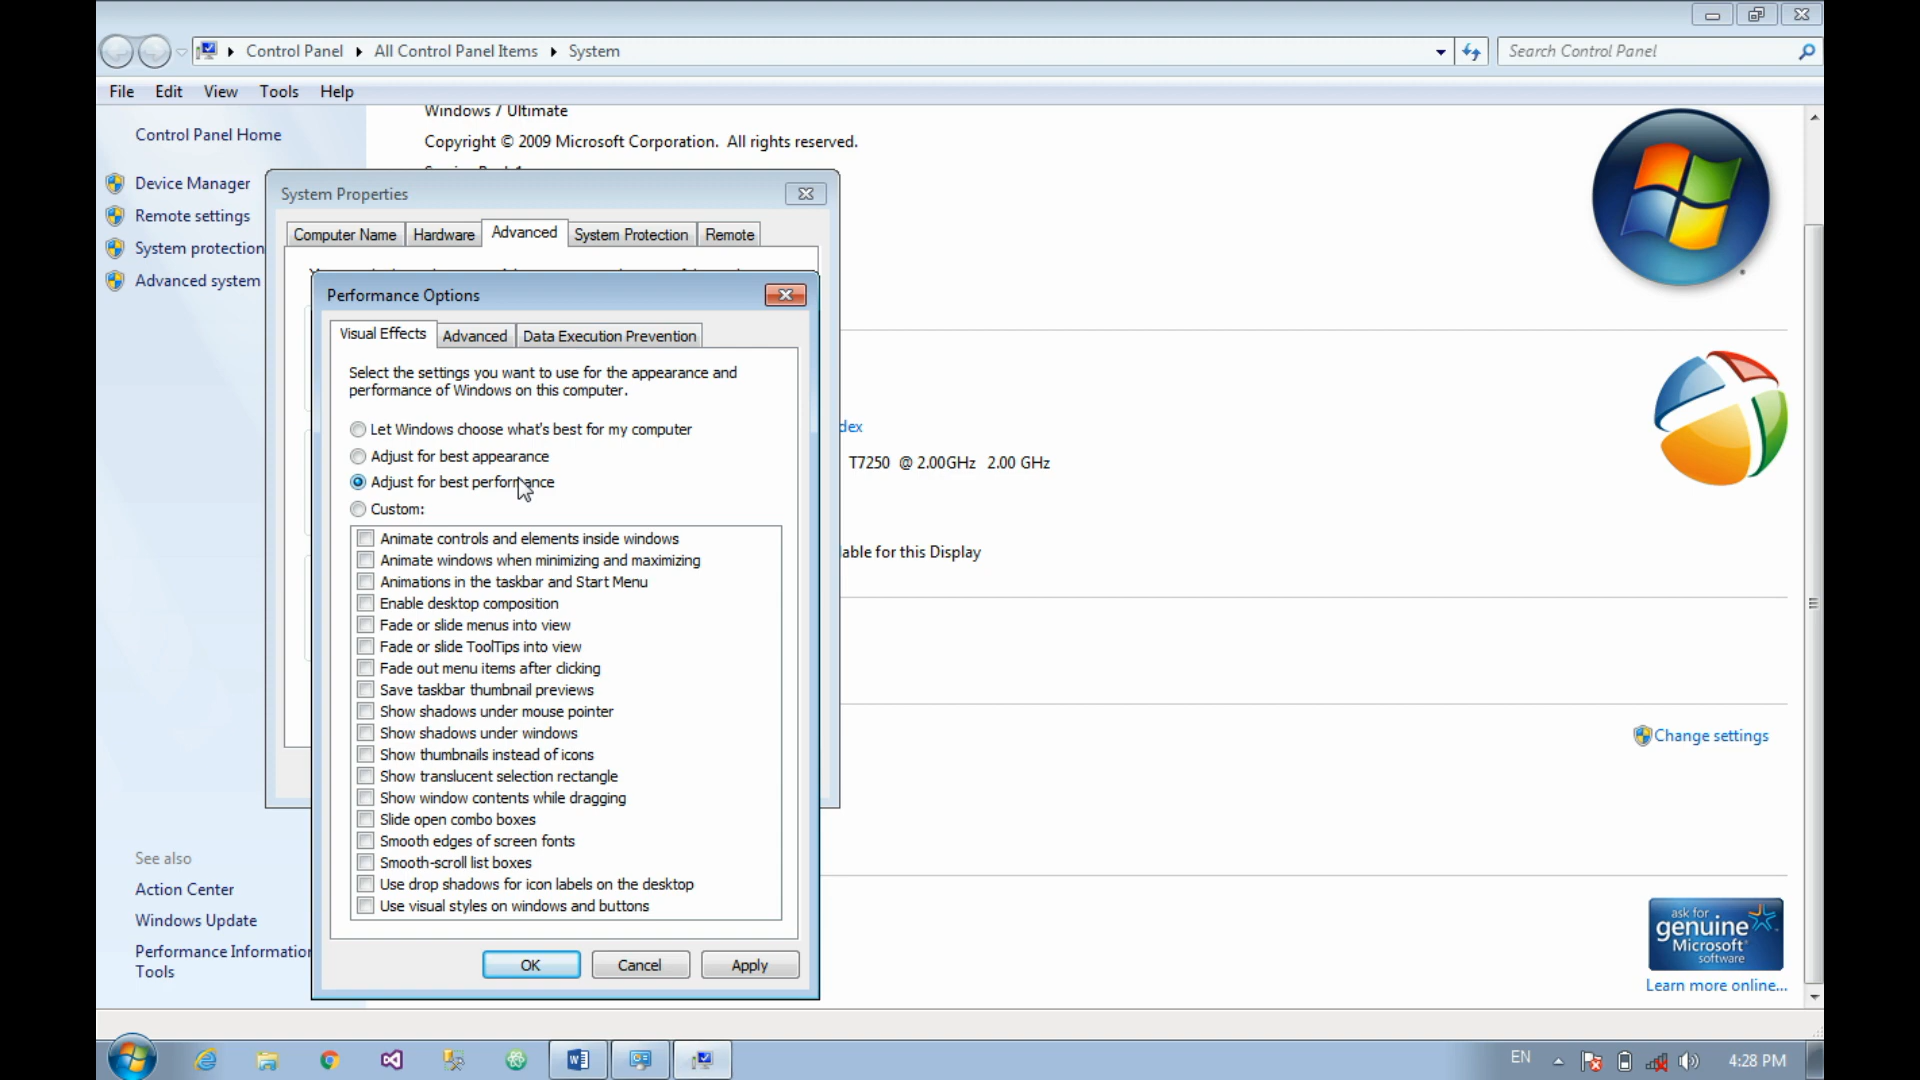 Control Panel
All Control Panel Items
System
Search Control Panel
File
Edit
View
Tools
Help
Control Panel Home
Device Manager
Remote settings
System protection
Advanced system
Windows 7 Ultimate
Copyright © 2009 Microsoft Corporation. All rights reserved.
System Properties
Computer Name
Hardware
Advanced
System Protection
Remote
Performance Options
Visual Effects
Advanced
Data Execution Prevention
Select the settings you want to use for the appearance and
performance of Windows on this computer.
Let Windows choose what's best for my computer
Adjust for best appearance
Adjust for best performance
Custom:
Animate controls and elements inside windows
Animate windows when minimizing and maximizing
Animations in the taskbar and Start Menu
Enable desktop composition
Fade or slide menus into view
Fade or slide ToolTips into view
Fade out menu items after clicking
Save taskbar thumbnail previews
Show shadows under mouse pointer
Show shadows under windows
Show thumbnails instead of icons
Show translucent selection rectangle
Show window contents while dragging
Slide open combo boxes
Smooth edges of screen fonts
Smooth-scroll list boxes
Use drop shadows for icon labels on the desktop
Use visual styles on windows and buttons
OK
Cancel
Apply
dex
T7250 @ 2.00GHz 2.00 GHz
lable for this Display
Change settings
See also
Action Center
Windows Update
Performance Information
Tools
ask for
genuine
Microsoft
software
Learn more online...
EN
4:28 PM